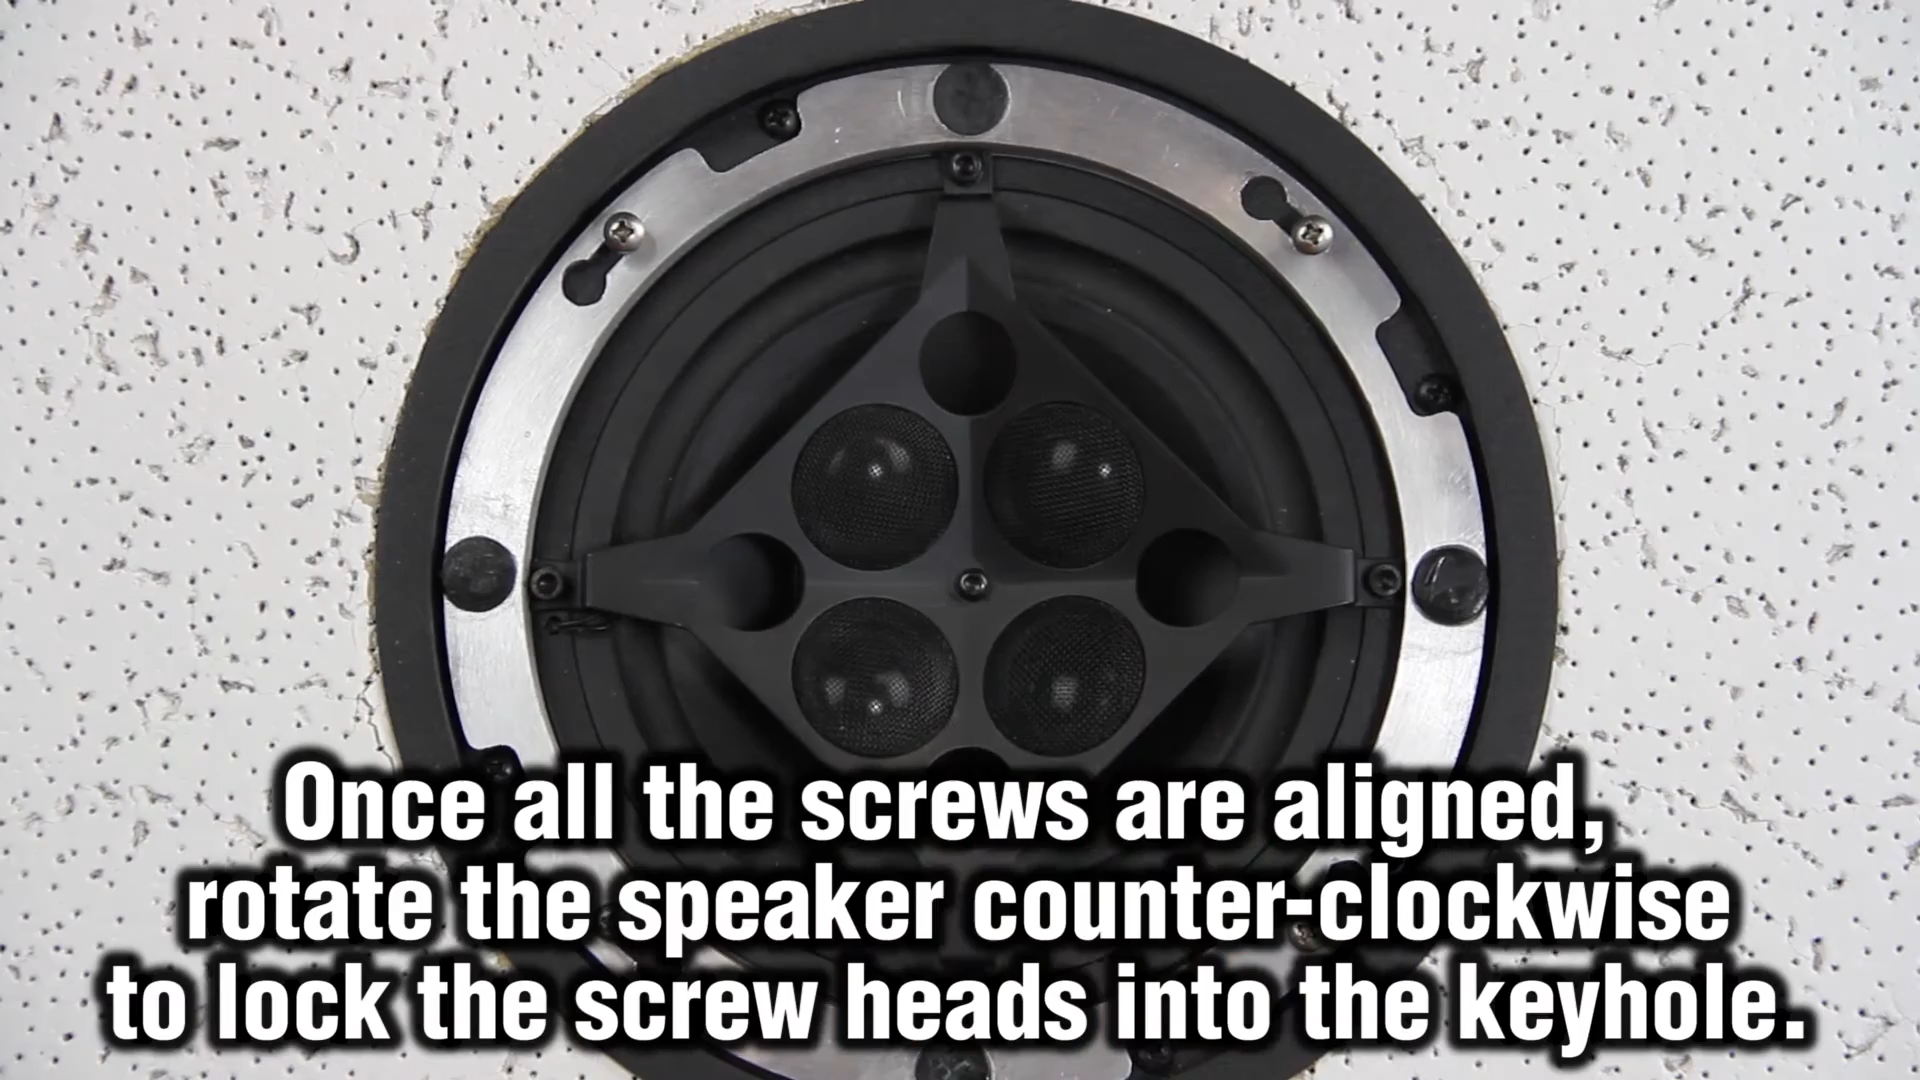 Once all the screws are aligned,
rotate the speaker counter-clockwise
to lock the screw heads into the keyhole.